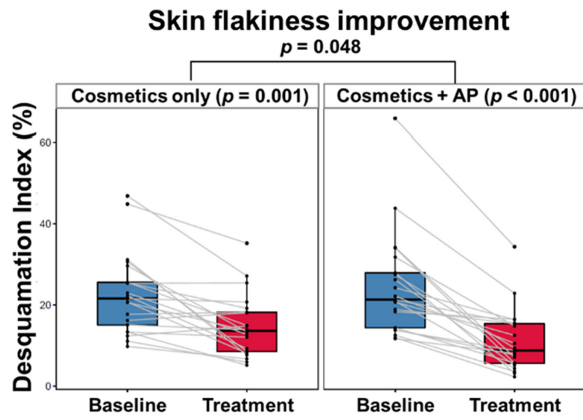 Skin flakiness improvement
p = 0.048
Cosmetics only (p = 0.001)
Cosmetics + AP (p < 0.001)
Desquamation Index (%)
60
40
20
0
Baseline
Treatment
Baseline
Treatment